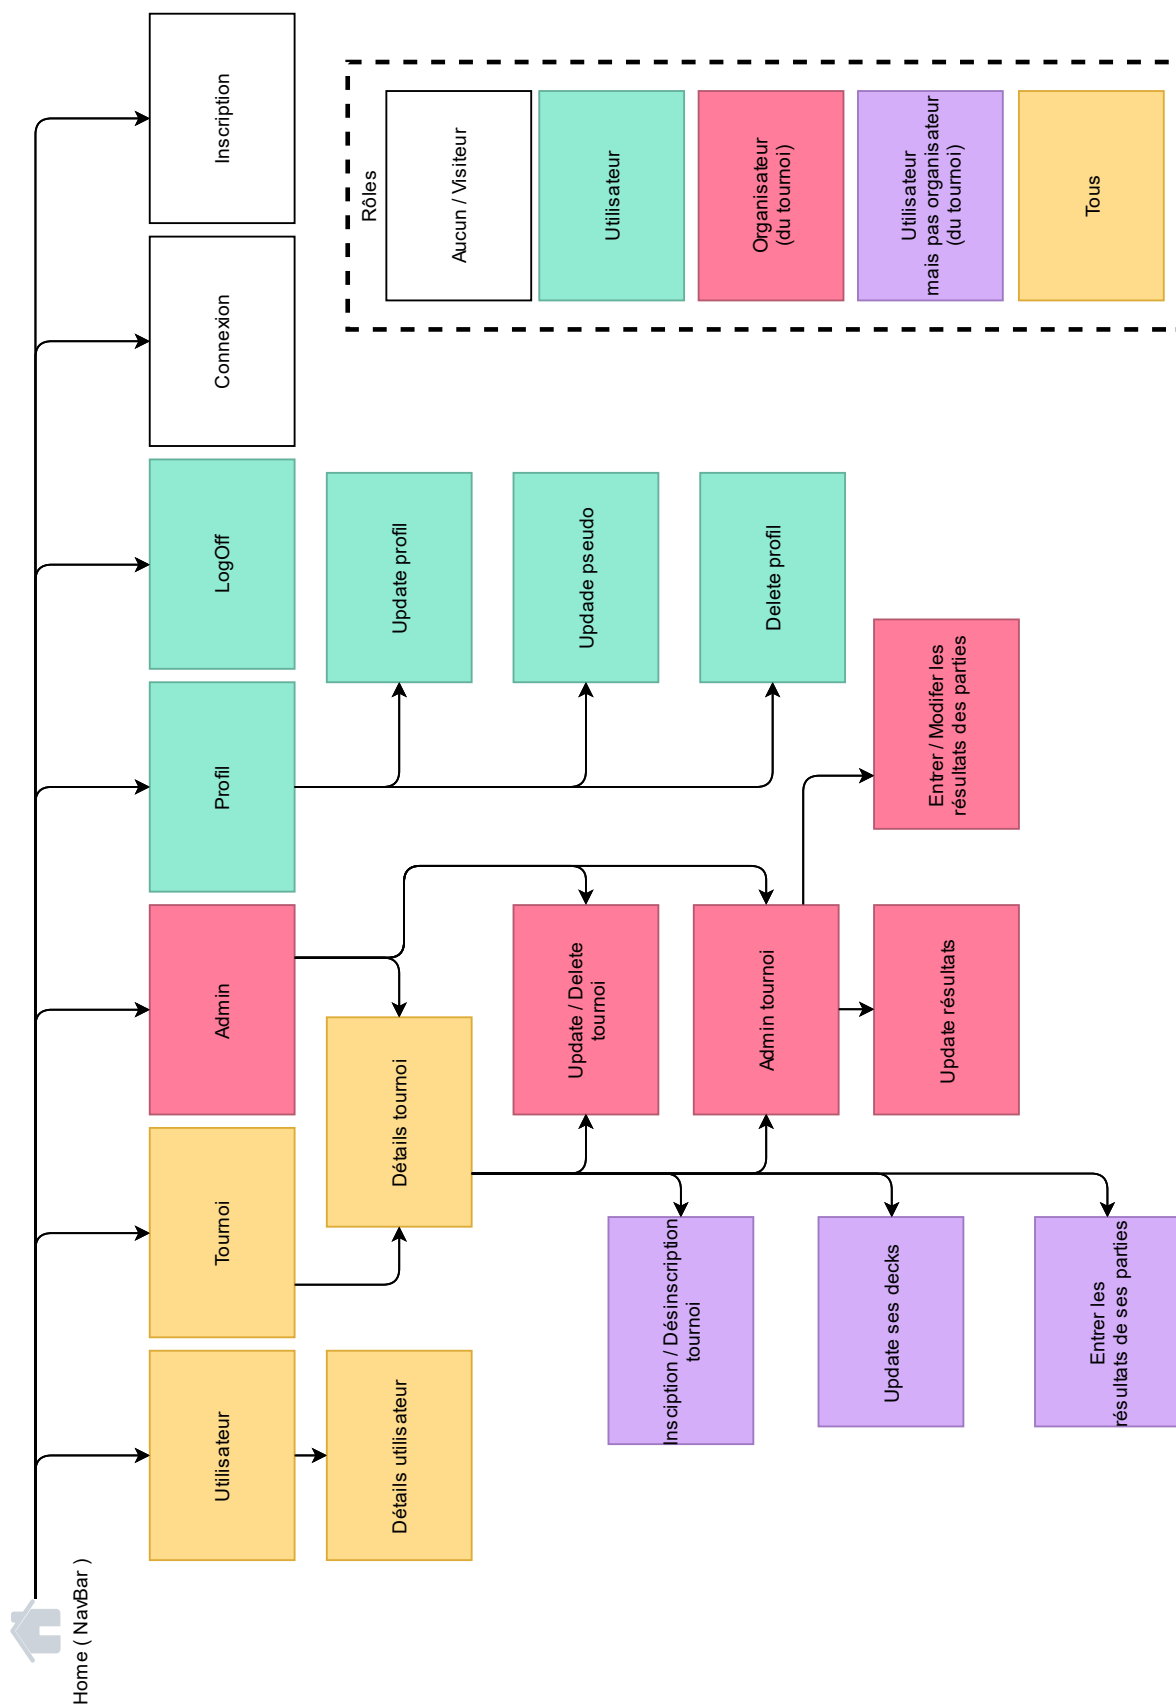 Home ( NavBar )
Utilisateur
Tournoi
Admin
Profil
LogOff
Connexion
Inscription
Détails utilisateur
Détails tournoi
Update profil
Update / Delete
tournoi
Updade pseudo
Insciption / Désinscription
tournoi
Admin tournoi
Delete profil
Update ses decks
Update résultats
Entrer / Modifer les
résultats des parties
Entrer les
résultats de ses parties
Rôles
Aucun / Visiteur
Utilisateur
Organisateur
(du tournoi)
Utilisateur
mais pas organisateur
(du tournoi)
Tous